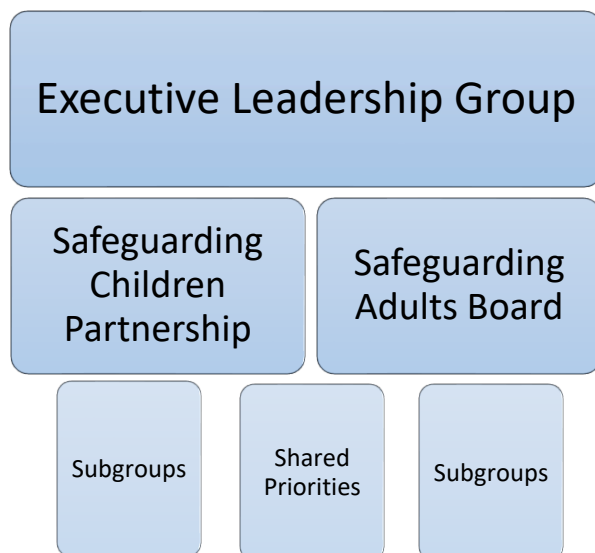 Executive Leadership Group
Safeguarding
Children
Partnership
Safeguarding
Adults Board
Subgroups
Shared
Priorities
Subgroups